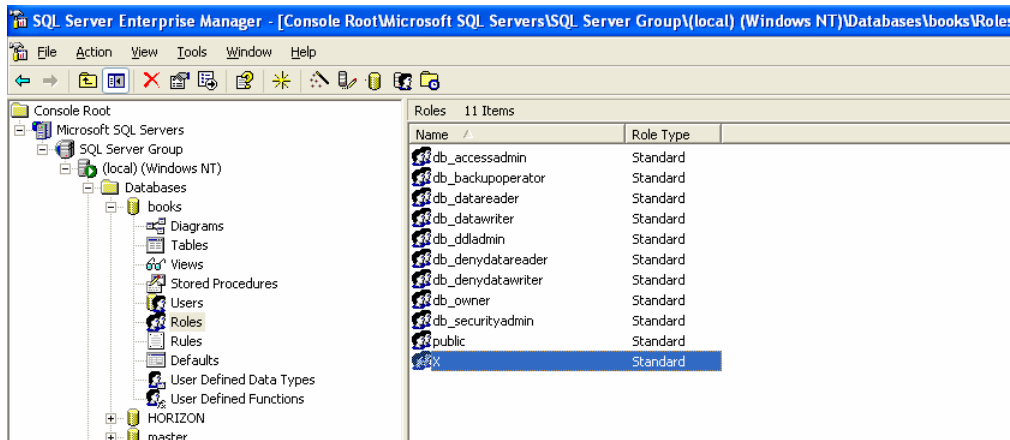 SQL Server Enterprise Manager - [Console Root\Microsoft SQL Servers\SQL Server Group\(local) (Windows NT)\Databases\books\Roles
File Action View Tools Window Help
Console Root
Microsoft SQL Servers
SQL Server Group
(local) (Windows NT)
Databases
books
Diagrams
Tables
Views
Stored Procedures
Users
Roles
Rules
Defaults
User Defined Data Types
User Defined Functions
HORIZON
master
Roles 11 Items
Name Role Type
db_accessadmin Standard
db_backupoperator Standard
db_datareader Standard
db_datawriter Standard
db_ddladmin Standard
db_denydatareader Standard
db_denydatawriter Standard
db_owner Standard
db_securityadmin Standard
public Standard
X Standard